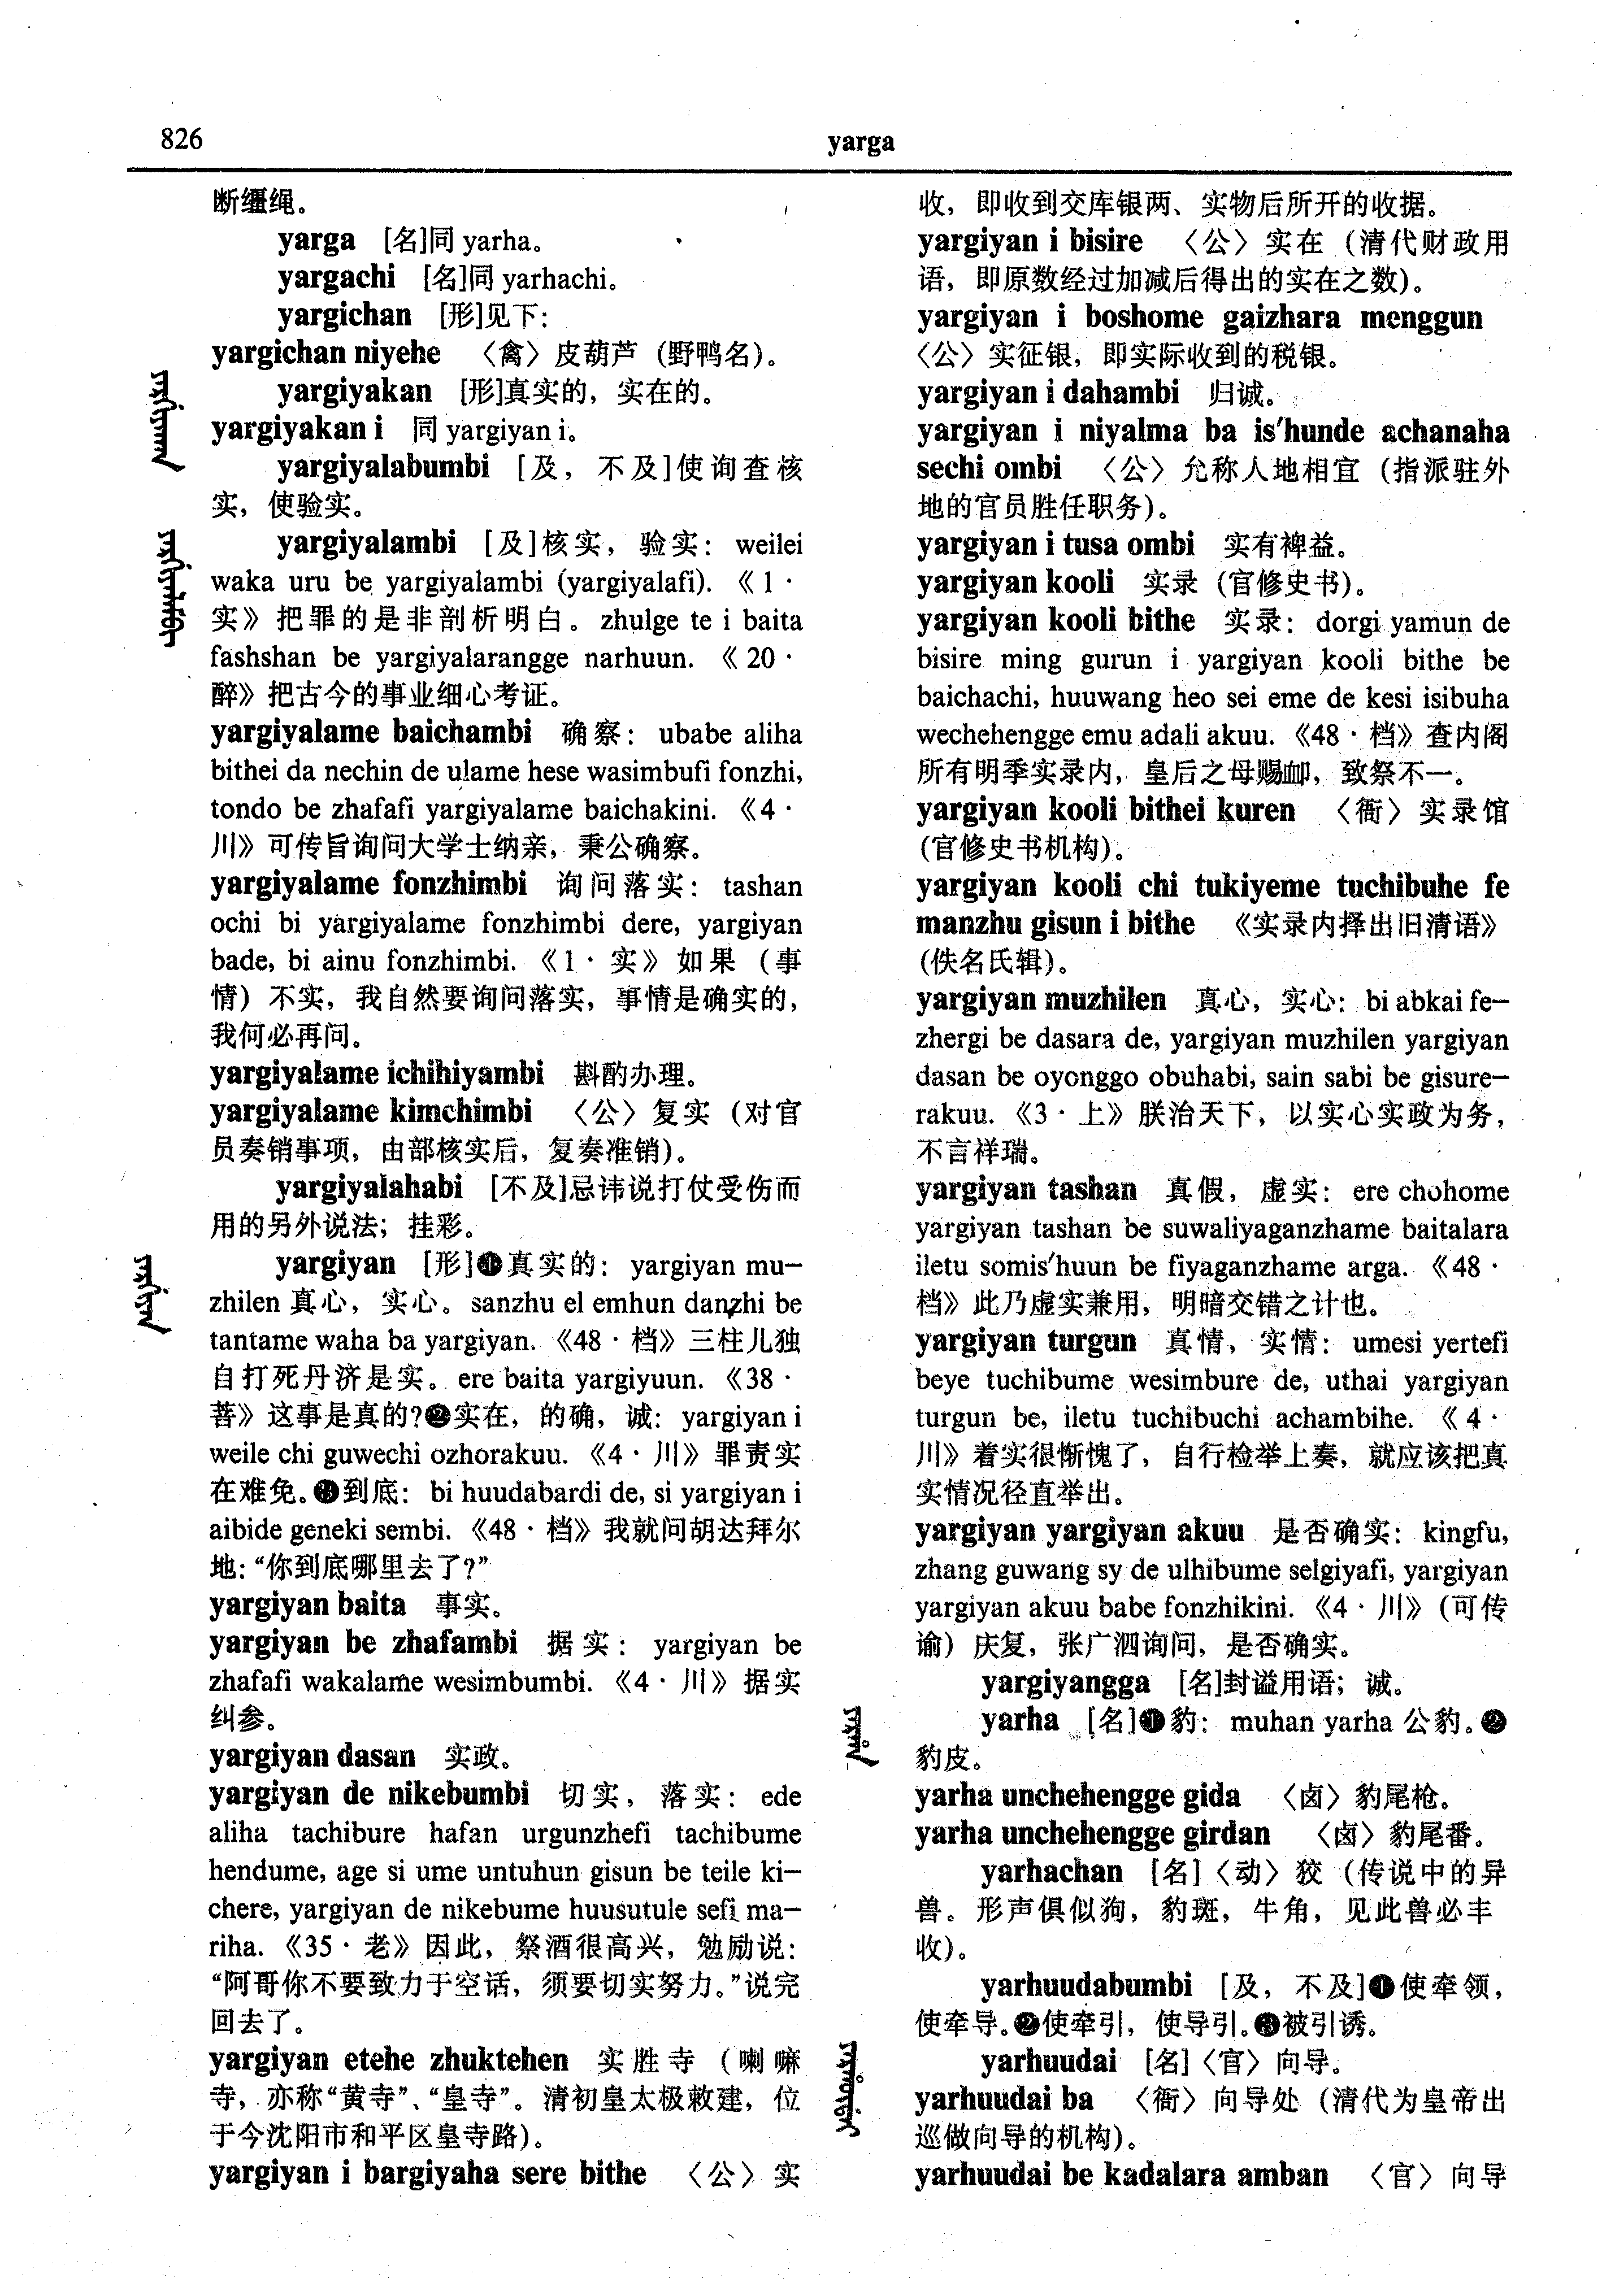 826
yarga
断缰绳。
yarga [名]同 yarha。
yargachi [名]同 yarhachi。
yargichan [形]见下:
yargichan niyehe 〈禽〉皮葫芦 (野鸭名)。
yargiyakan [形]真实的，实在的。
yargiyakan i 同 yargiyan i。
yargiyalabumbi [及，不及]使询查核
实，使验实。
yargiyalambi [及]核实，验实: weilei
waka uru be yargiyalambi (yargiyalafi). 《1·
实》把罪的是非剖析明白。zhulge te i baita
fashshan be yargiyalarangge narhuun. 《20·
醉》把古今的事业细心考证。
yargiyalame baichambi 确察: ubabe aliha
bithei da nechin de ulame hese wasimbufi fonzhi,
tondo be zhafafi yargiyalame baichakini. 《4·
川》可传旨询问大学士纳亲，秉公确察。
yargiyalame fonzhimbi 询问落实: tashan
ochi bi yargiyalame fonzhimbi dere, yargiyan
bade, bi ainu fonzhimbi. 《1·实》如果 (事
情) 不实，我自然要询问落实，事情是确实的，
我何必再问。
yargiyalame ichihiyambi 斟酌办理。
yargiyalame kimchimbi 〈公〉复实 (对官
员奏销事项，由部核实后，复奏准销)。
yargiyalahabi [不及]忌讳说打仗受伤而
用的另外说法; 挂彩。
yargiyan [形]❶真实的: yargiyan mu-
zhilen 真心，实心。sanzhu el emhun danzhi be
tantame waha ba yargiyan. 《48·档》三柱儿独
自打死丹济是实。ere baita yargiyuun. 《38·
菩》这事是真的?❷实在，的确，诚: yargiyan i
weile chi guwechi ozhorakuu. 《4·川》罪责实
在难免。❸到底: bi huudabardi de, si yargiyan i
aibide geneki sembi. 《48·档》我就问胡达拜尔
地: “你到底哪里去了?”
yargiyan baita 事实。
yargiyan be zhafambi 据实: yargiyan be
zhafafi wakalame wesimbumbi. 《4·川》据实
纠参。
yargiyan dasan 实政。
yargiyan de nikebumbi 切实，落实: ede
aliha tachibure hafan urgunzhefi tachibume
hendume, age si ume untuhun gisun be teile ki-
chere, yargiyan de nikebume huusutule sefi ma-
riha. 《35·老》因此，祭酒很高兴，勉励说:
“阿哥你不要致力于空话，须要切实努力。”说完
回去了。
yargiyan etehe zhuktehen 实胜寺 (喇嘛
寺，亦称“黄寺”、“皇寺”。清初皇太极敕建，位
于今沈阳市和平区皇寺路)。
yargiyan i bargiyaha sere bithe 〈公〉实
收，即收到交库银两、实物后所开的收据。
yargiyan i bisire 〈公〉实在 (清代财政用
语，即原数经过加减后得出的实在之数)。
yargiyan i boshome gaizhara menggun
〈公〉实征银，即实际收到的税银。
yargiyan i dahambi 归诚。
yargiyan i niyalma ba is'hunde achanaha
sechi ombi 〈公〉允称人地相宜 (指派驻外
地的官员胜任职务)。
yargiyan i tusa ombi 实有裨益。
yargiyan kooli 实录 (官修史书)。
yargiyan kooli bithe 实录: dorgi yamun de
bisire ming gurun i yargiyan kooli bithe be
baichachi, huuwang heo sei eme de kesi isibuha
wechehengge emu adali akuu. 《48·档》查内阁
所有明季实录内，皇后之母赐卹，致祭不一。
yargiyan kooli bithei kuren 〈衙〉实录馆
(官修史书机构)。
yargiyan kooli chi tukiyeme tuchibuhe fe
manzhu gisun i bithe 《实录内择出旧清语》
(佚名氏辑)。
yargiyan muzhilen 真心，实心: bi abkai fe-
zhergi be dasara de, yargiyan muzhilen yargiyan
dasan be oyonggo obuhabi, sain sabi be gisure-
rakuu. 《3·上》朕治天下，以实心实政为务，
不言祥瑞。
yargiyan tashan 真假，虚实: ere chohome
yargiyan tashan be suwaliyaganzhame baitalara
iletu somis'huun be fiyaganzhame arga. 《48·
档》此乃虚实兼用，明暗交错之计也。
yargiyan turgun 真情，实情: umesi yertefi
beye tuchibume wesimbure de, uthai yargiyan
turgun be, iletu tuchibuchi achambihe. 《4·
川》着实很惭愧了，自行检举上奏，就应该把真
实情况径直举出。
yargiyan yargiyan akuu 是否确实: kingfu,
zhang guwang sy de ulhibume selgiyafi, yargiyan
yargiyan akuu babe fonzhikini. 《4·川》(可传
谕) 庆复，张广泗询问，是否确实。
yargiyangga [名]封谥用语; 诚。
yarha [名]❶豹: muhan yarha 公豹。❷
豹皮。
yarha unchehengge gida 〈卤〉豹尾枪。
yarha unchehengge girdan 〈卤〉豹尾番。
yarhachan [名]〈动〉狡 (传说中的异
兽。形声俱似狗，豹斑，牛角，见此兽必丰
收)。
yarhuudabumbi [及，不及]❶使牵领，
使牵导。❷使牵引，使导引。❸被引诱。
yarhuudai [名]〈官〉向导。
yarhuudai ba 〈衙〉向导处 (清代为皇帝出
巡做向导的机构)。
yarhuudai be kadalara amban 〈官〉向导